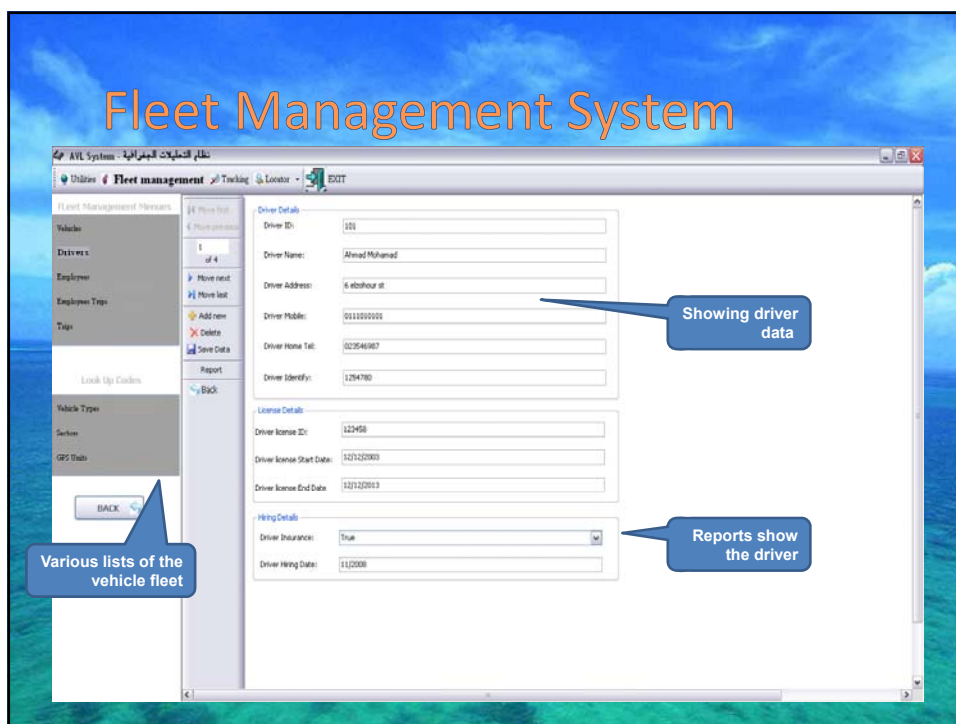 Fleet Management System
AVL System - نظام التحليلات الجغرافية
Utilities Fleet management Tracking Locator EXIT
Fleet Management Menues
Vehicles
Drivers
Employees
Employees Trips
Trips
Look Up Codes
Vehicle Types
Sectors
GPS Units
BACK
Move first
Move previous
1
of 4
Move next
Move last
Add new
Delete
Save Data
Report
Back
Driver Details
Driver ID: 101
Driver Name: Ahmad Mohamad
Driver Address: 6 elzohour st
Driver Mobile: 0111010101
Driver Home Tel: 023546987
Driver Identify: 1254780
License Details
Driver license ID: 123458
Driver license Start Date: 12/12/2003
Driver license End Date 12/12/2013
Hiring Details
Driver Insurance: True
Driver Hiring Date: 11/2008
Showing driver
data
Reports show
the driver
Various lists of the
vehicle fleet